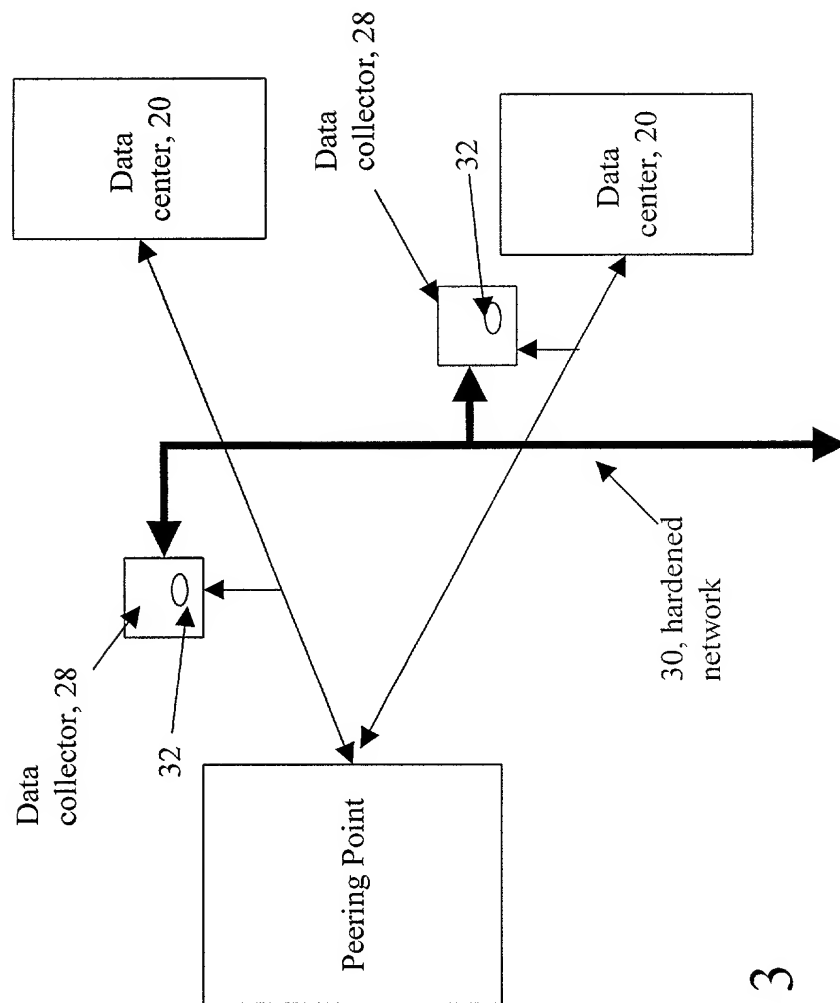 Data
center, 20
Data
collector, 28
32
Data
center, 20
Data
collector, 28
32
30, hardened
network
Peering Point
3